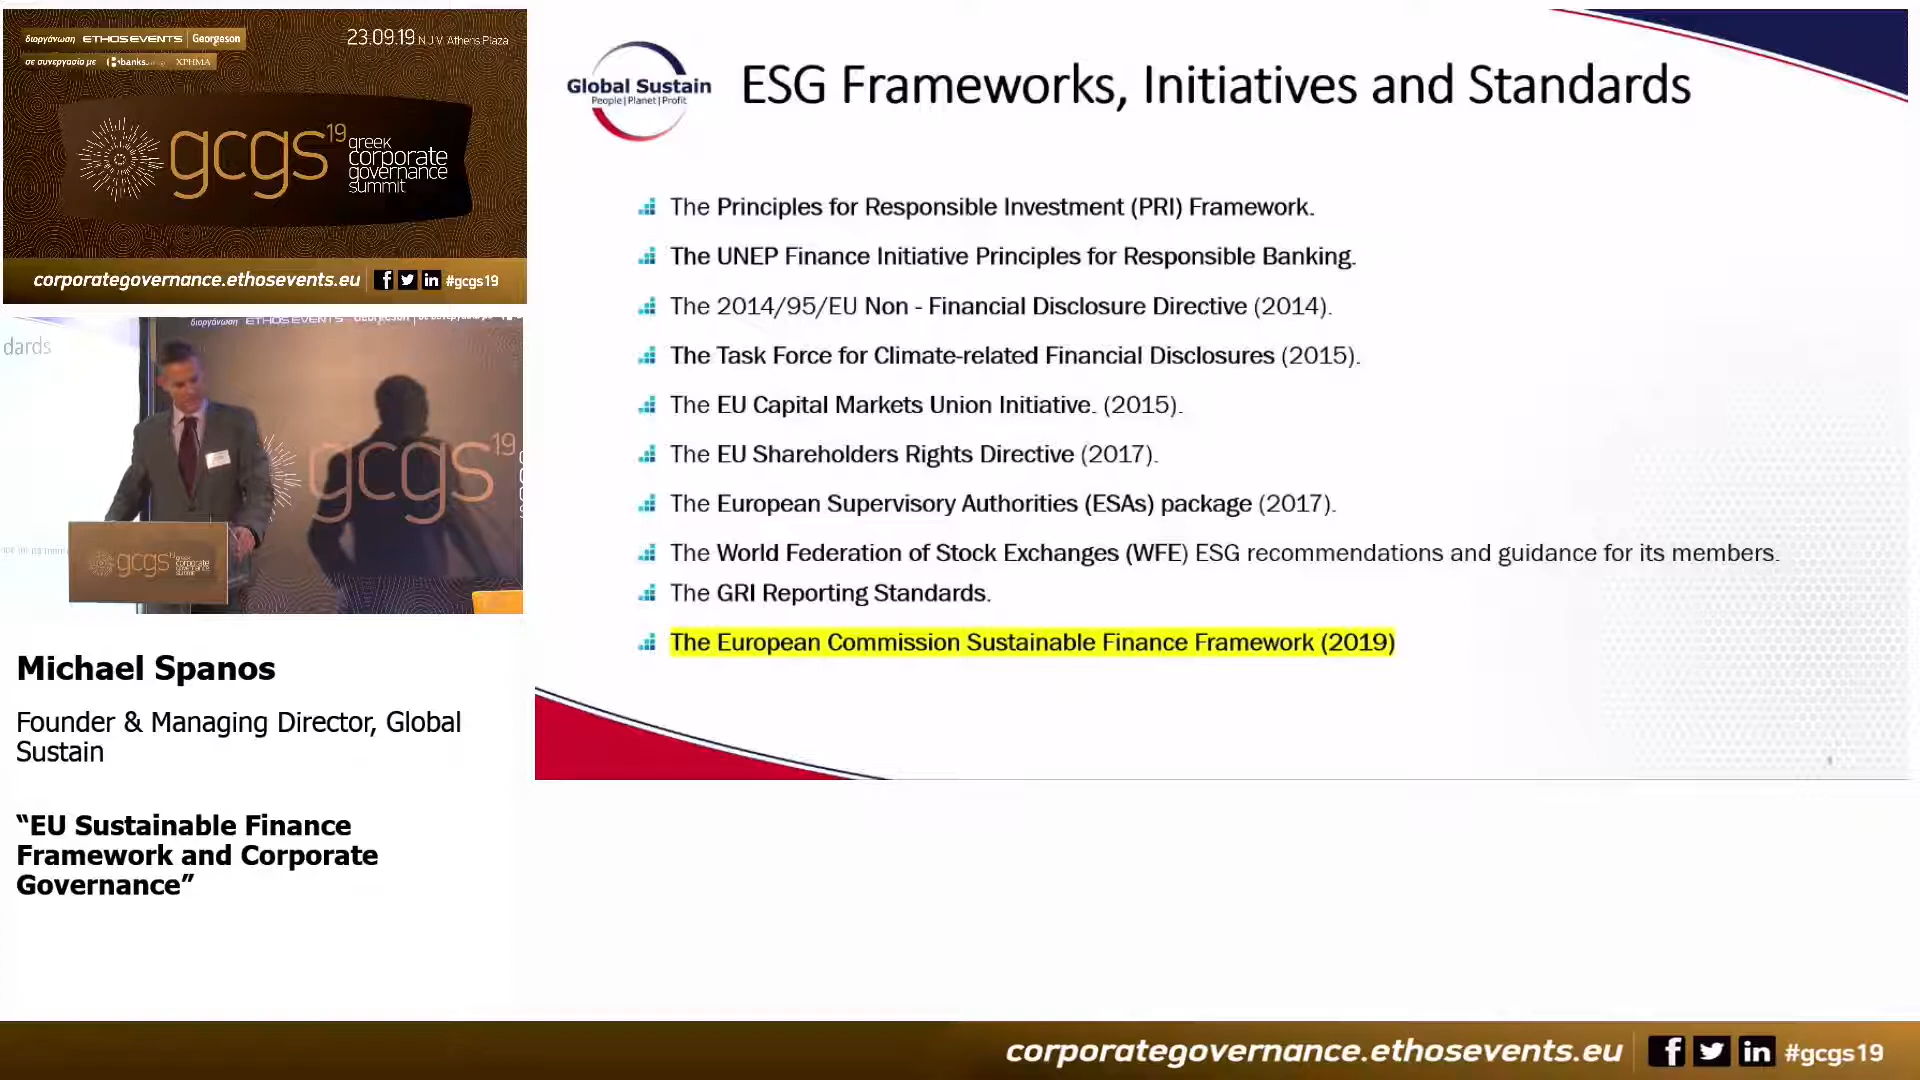 διοργάνωση ETHOSEVENTS | Georgeson
σε συνεργασία με banks ΧΡΗΜΑ
23.09.19 N.J.V. Athens Plaza
gcgs19
greek
corporate
governance
summit
corporategovernance.ethosevents.eu #gcgs19
dards
διοργάνωση ETHOSEVENTS Georgeson
gcgs19
gcgs19
Michael Spanos
Founder & Managing Director, Global
Sustain
“EU Sustainable Finance
Framework and Corporate
Governance”
Global Sustain
People|Planet|Profit
ESG Frameworks, Initiatives and Standards
The Principles for Responsible Investment (PRI) Framework.
The UNEP Finance Initiative Principles for Responsible Banking.
The 2014/95/EU Non - Financial Disclosure Directive (2014).
The Task Force for Climate-related Financial Disclosures (2015).
The EU Capital Markets Union Initiative. (2015).
The EU Shareholders Rights Directive (2017).
The European Supervisory Authorities (ESAs) package (2017).
The World Federation of Stock Exchanges (WFE) ESG recommendations and guidance for its members.
The GRI Reporting Standards.
The European Commission Sustainable Finance Framework (2019)
corporategovernance.ethosevents.eu #gcgs19